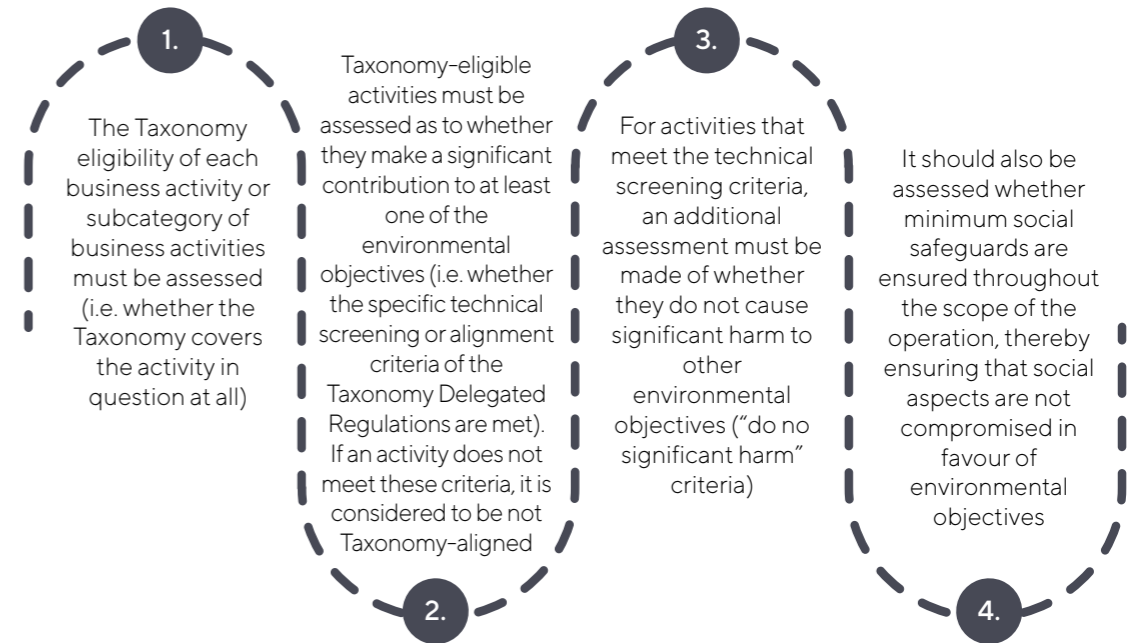 1.
The Taxonomy
eligibility of each
business activity or
subcategory of
business activities
must be assessed
(i.e. whether the
Taxonomy covers
the activity in
question at all)
Taxonomy-eligible
activities must be
assessed as to whether
they make a significant
contribution to at least
one of the
environmental
objectives (i.e. whether
the specific technical
screening or alignment
criteria of the
Taxonomy Delegated
Regulations are met).
If an activity does not
meet these criteria, it is
considered to be not
Taxonomy-aligned
2.
3.
For activities that
meet the technical
screening criteria,
an additional
assessment must be
made of whether
they do not cause
significant harm to
other
environmental
objectives (“do no
significant harm”
criteria)
It should also be
assessed whether
minimum social
safeguards are
ensured throughout
the scope of the
operation, thereby
ensuring that social
aspects are not
compromised in
favour of
environmental
objectives
4.